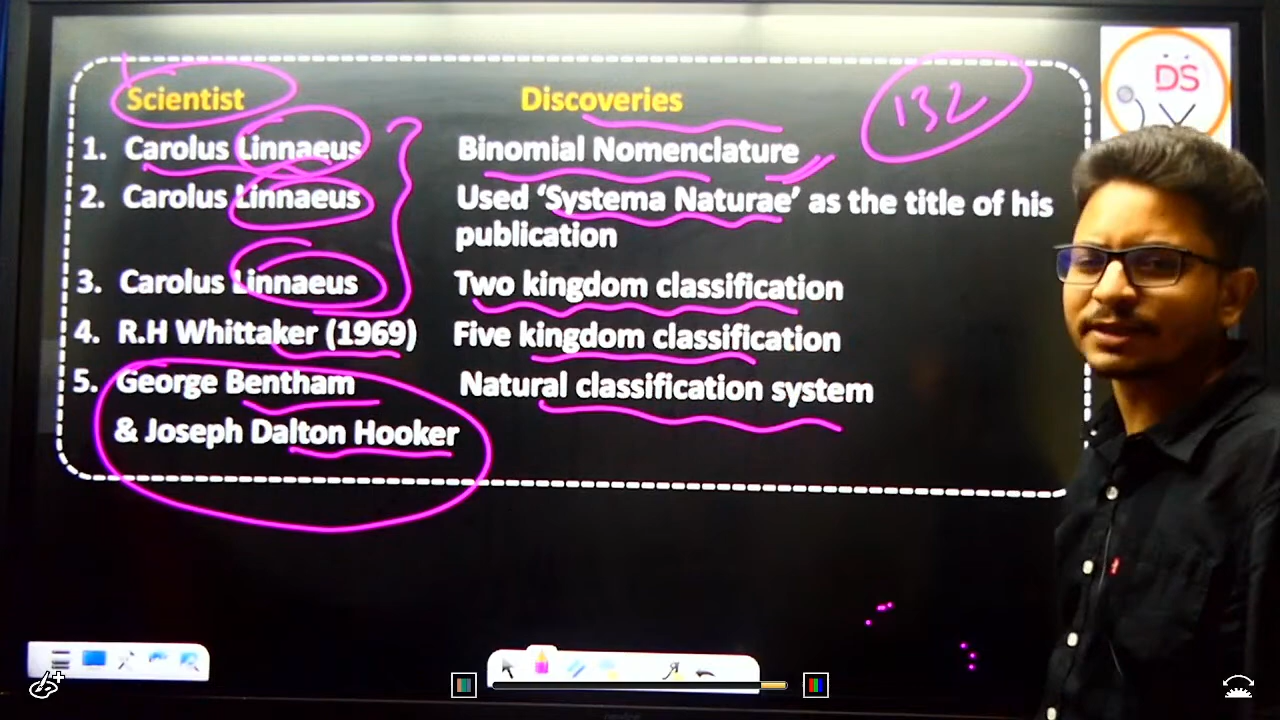 DS
Scientist Discoveries 132
1. Carolus Linnaeus Binomial Nomenclature
2. Carolus Linnaeus Used ‘Systema Naturae’ as the title of his
publication
3. Carolus Linnaeus Two kingdom classification
4. R.H Whittaker (1969) Five kingdom classification
5. George Bentham Natural classification system
& Joseph Dalton Hooker